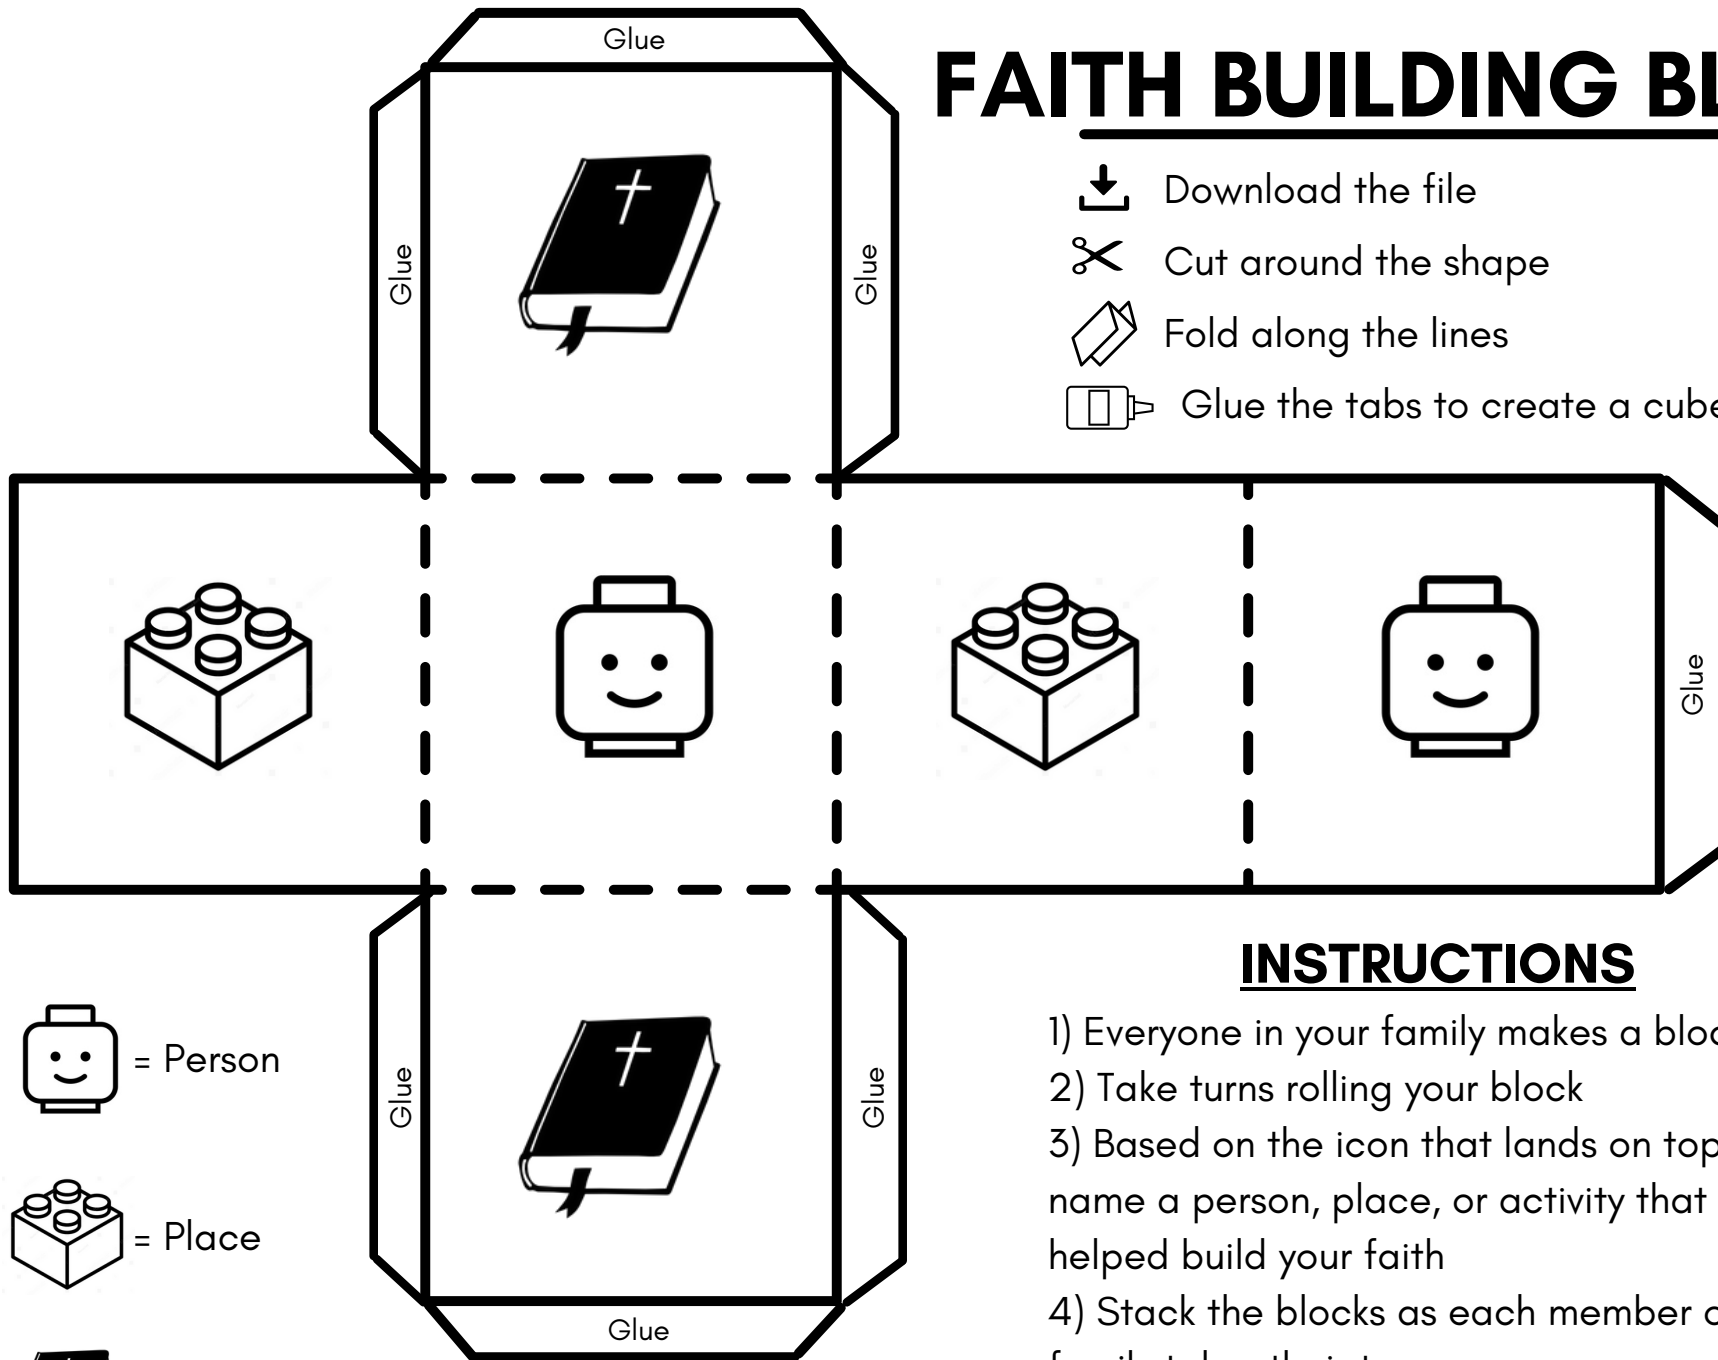 Glue
FAITH BUILDING BL
Download the file
Glue
Glue
Cut around the shape
Fold along the lines
Glue the tabs to create a cube
Glue
INSTRUCTIONS
1) Everyone in your family makes a bloc
2) Take turns rolling your block
3) Based on the icon that lands on top
name a person, place, or activity that
helped build your faith
4) Stack the blocks as each member o
= Person
= Place
Glue
Glue
Glue